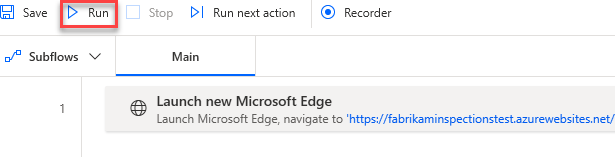 Save Run Stop Run next action Recorder
Subflows Main
1 Launch new Microsoft Edge
Launch Microsoft Edge, navigate to 'https://fabrikaminspectionstest.azurewebsites.net/